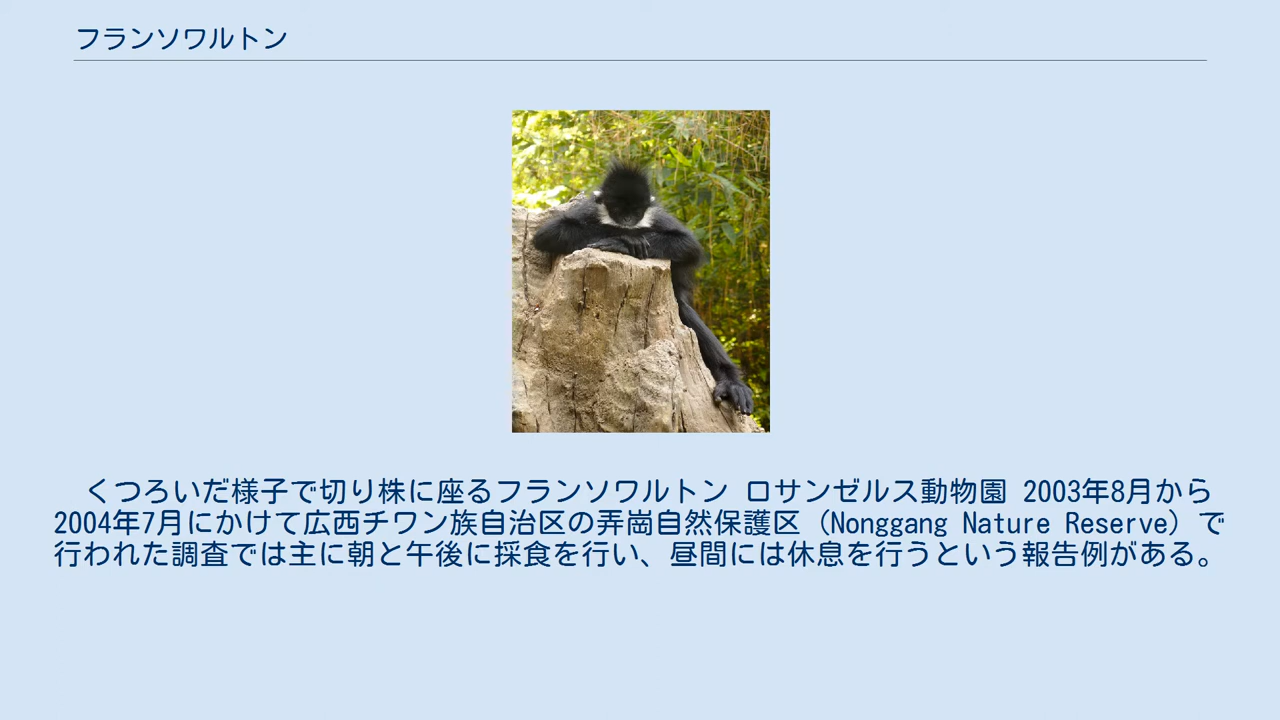 フランソワルトン
くつろいだ様子で切り株に座るフランソワルトン ロサンゼルス動物園 2003年8月から
2004年7月にかけて広西チワン族自治区の弄崗自然保護区（Nonggang Nature Reserve）で
行われた調査では主に朝と午後に採食を行い、昼間には休息を行うという報告例がある。